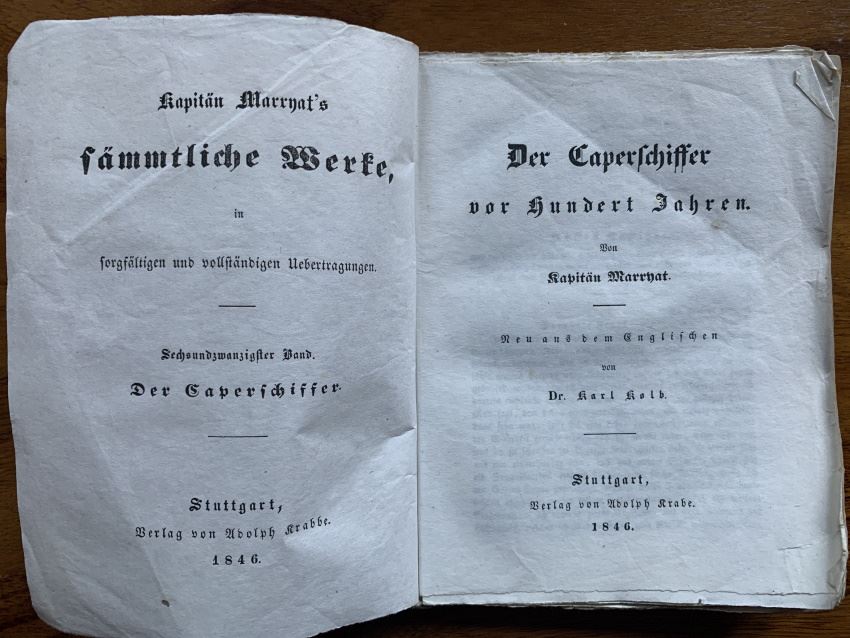 Kapitän Marryat's
sämmtliche Werke,
in
sorgfältigen und vollständigen Uebertragungen.
Sechsundzwanzigster Band.
Der Caperschiffer.
Stuttgart,
Verlag von Adolph Krabbe.
1846.
Der Caperschiffer
vor Hundert Jahren.
Von
Kapitän Marryat.
Neu aus dem Englischen
von
Dr. Karl Kolb.
Stuttgart,
Verlag von Adolph Krabe.
1846.